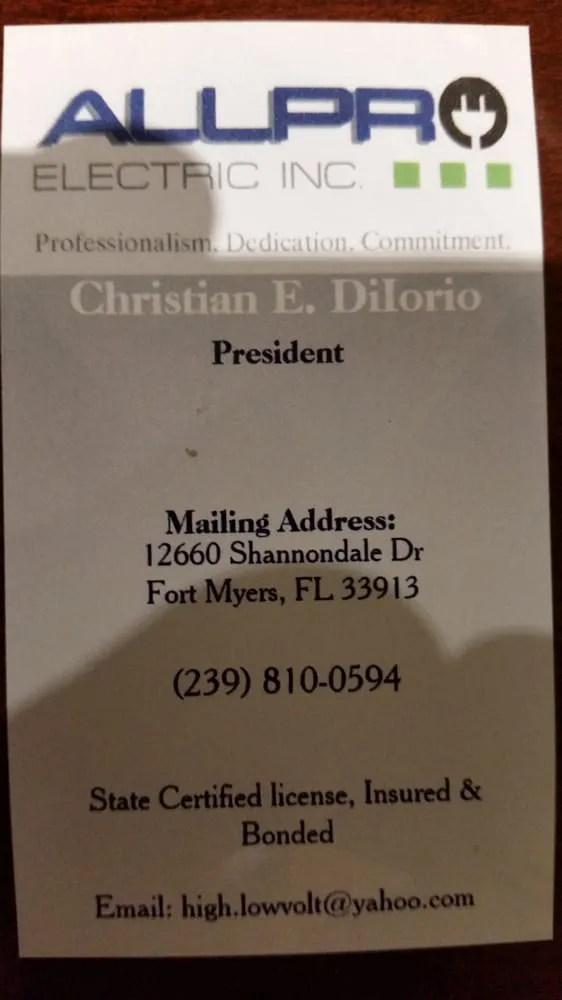 ALLPRO
ELECTRIC INC.
Professionalism. Dedication. Commitment.
Christian E. DiIorio
President
Mailing Address:
12660 Shannondale Dr
Fort Myers, FL 33913
(239) 810-0594
State Certified license, Insured &
Bonded
Email: high.lowvolt@yahoo.com